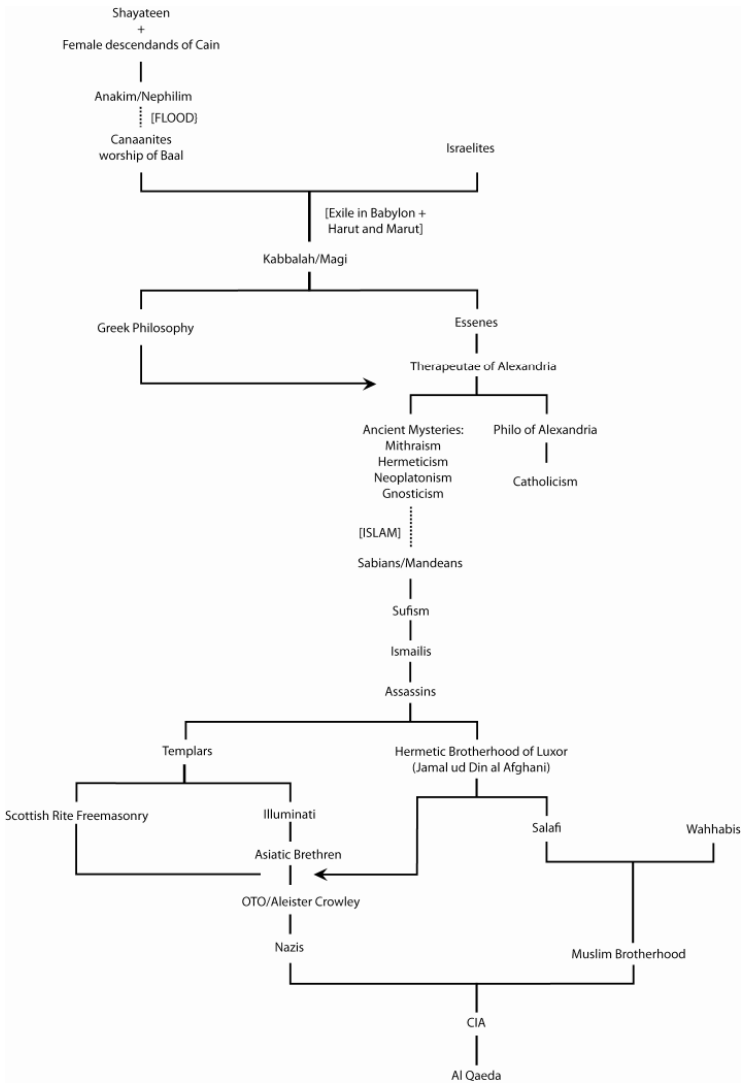 Shayateen
+
Female descendands of Cain
Anakim/Nephilim
[FLOOD}
Canaanites
worship of Baal
Israelites
[Exile in Babylon +
Harut and Marut]
Kabbalah/Magi
Greek Philosophy
Essenes
Therapeutae of Alexandria
Ancient Mysteries:
Mithraism
Hermeticism
Neoplatonism
Gnosticism
Philo of Alexandria
Catholicism
[ISLAM]
Sabians/Mandeans
Sufism
Ismailis
Assassins
Templars
Hermetic Brotherhood of Luxor
(Jamal ud Din al Afghani)
Scottish Rite Freemasonry
Illuminati
Salafi
Wahhabis
Asiatic Brethren
OTO/Aleister Crowley
Nazis
Muslim Brotherhood
CIA
Al Qaeda